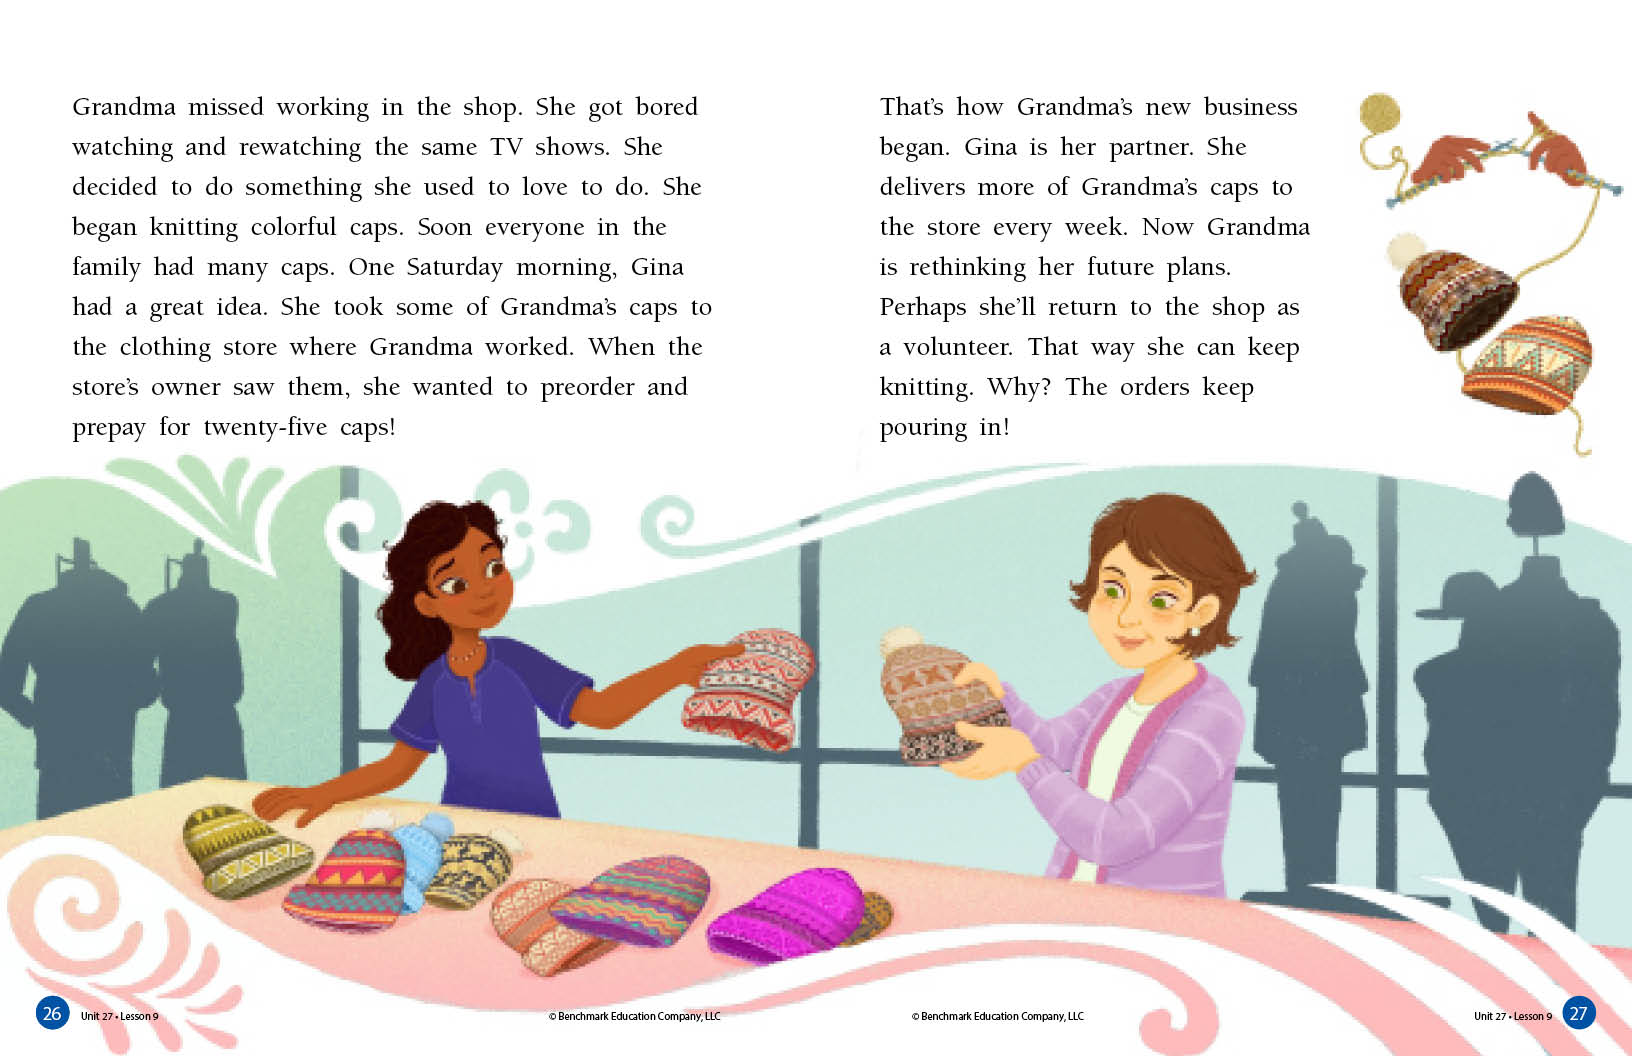 Grandma missed working in the shop. She got bored
watching and rewatching the same TV shows. She
decided to do something she used to love to do. She
began knitting colorful caps. Soon everyone in the
family had many caps. One Saturday morning, Gina
had a great idea. She took some of Grandma’s caps to
the clothing store where Grandma worked. When the
store’s owner saw them, she wanted to preorder and
prepay for twenty-five caps!
26
Unit 27 • Lesson 9
© Benchmark Education Company, LLC
That’s how Grandma’s new business
began. Gina is her partner. She
delivers more of Grandma’s caps to
the store every week. Now Grandma
is rethinking her future plans.
Perhaps she’ll return to the shop as
a volunteer. That way she can keep
knitting. Why? The orders keep
pouring in!
© Benchmark Education Company, LLC
Unit 27 • Lesson 9
27